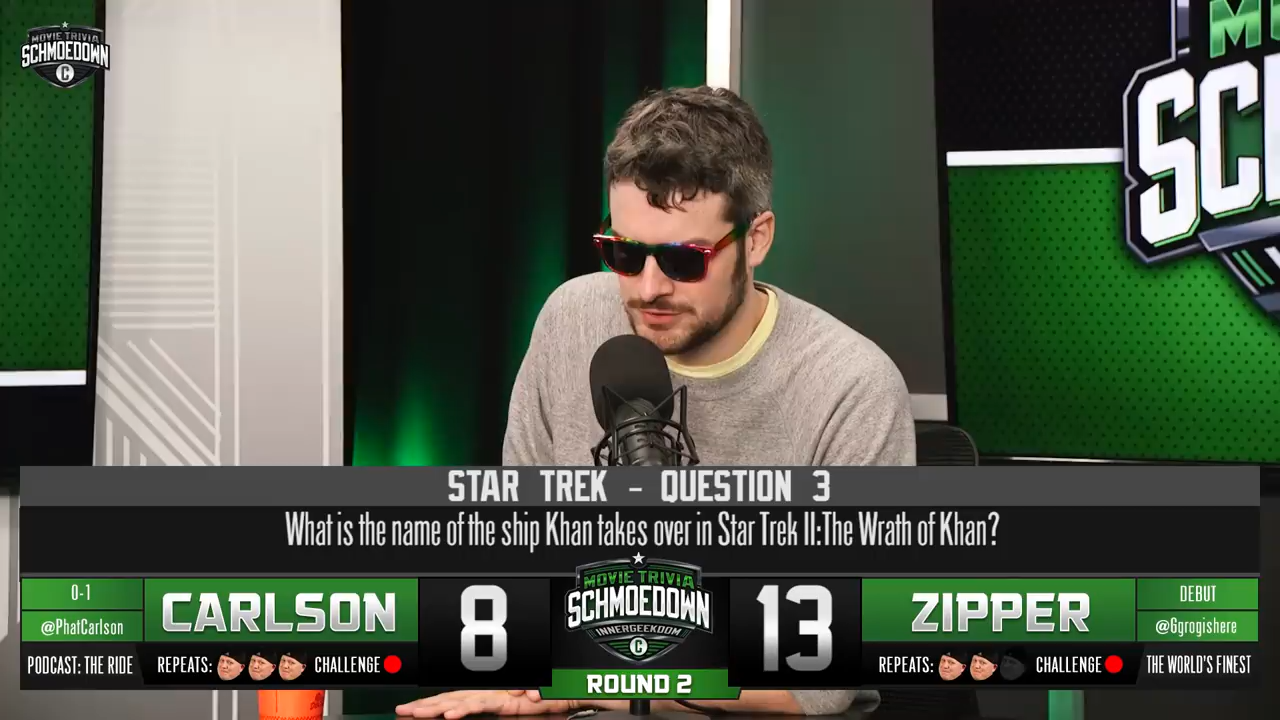 MOVIE TRIVIA
SCHMOEDOWN
C
STAR TREK - QUESTION 3
What is the name of the ship Khan takes over in Star Trek II:The Wrath of Khan?
0-1
@PhatCarlson
CARLSON
8
MOVIE TRIVIA
SCHMOEDOWN
INNERGEEKDOM
C
13
ZIPPER
DEBUT
@Ggrogishere
PODCAST: THE RIDE
REPEATS:
CHALLENGE
ROUND 2
REPEATS:
CHALLENGE
THE WORLD'S FINEST